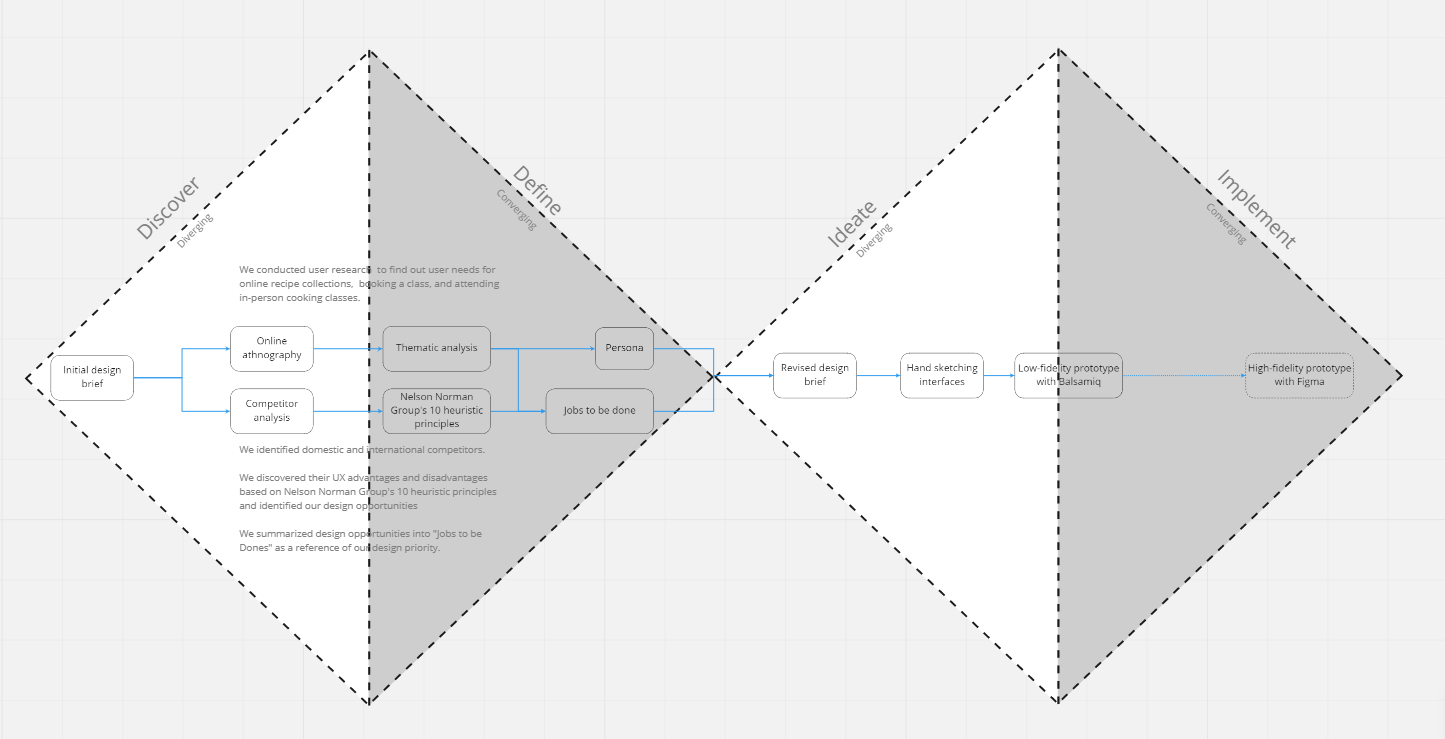 Discover
Diverging
Define
Converging
Ideate
Diverging
Implement
Converging
We conducted user research to find out user needs for
online recipe collections, booking a class, and attending
in-person cooking classes.
Initial design
brief
Online
athnography
Thematic analysis
Persona
Competitor
analysis
Nelson Norman
Group's 10 heuristic
principles
Jobs to be done
Revised design
brief
Hand sketching
interfaces
Low-fidelity prototype
with Balsamiq
High-fidelity prototype
with Figma
We identified domestic and international competitors.
We discovered their UX advantages and disadvantages
based on Nelson Norman Group's 10 heuristic principles
and identified our design opportunities
We summarized design opportunities into "Jobs to be
Dones" as a reference of our design priority.